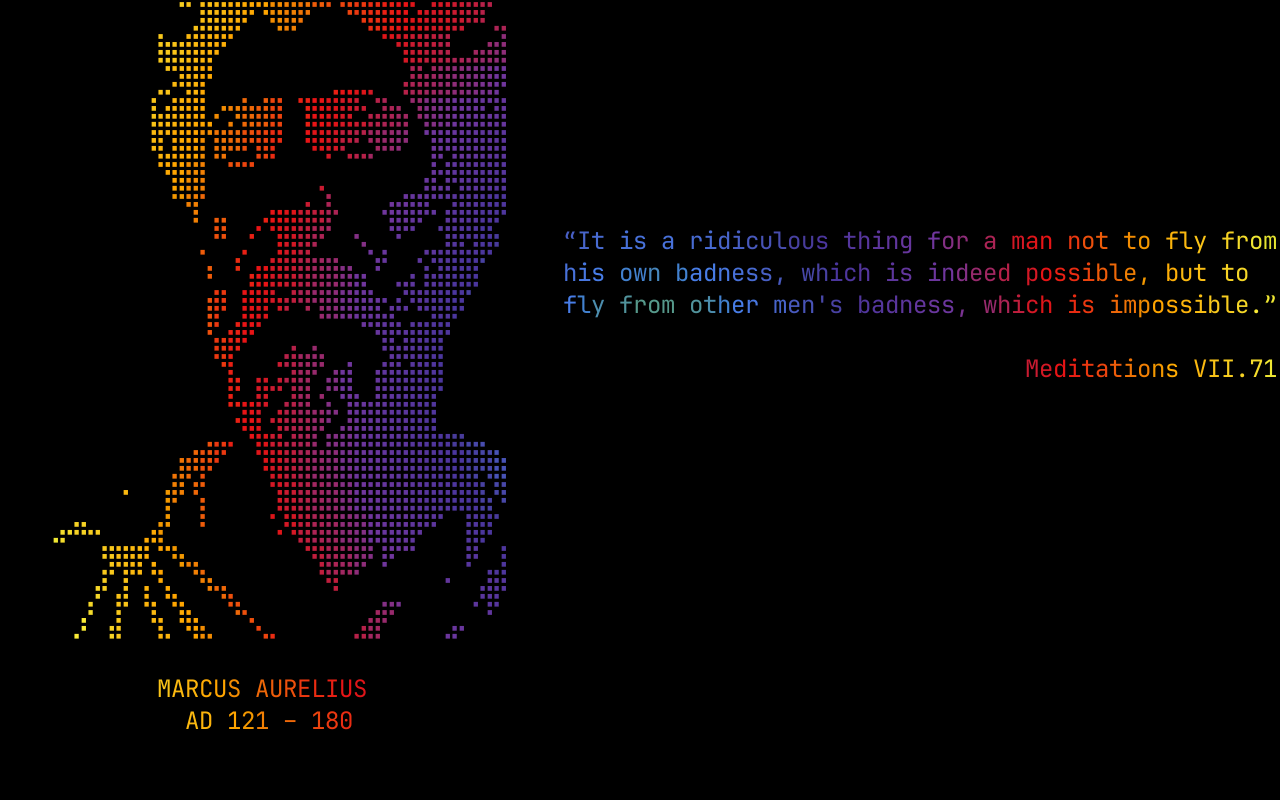 “It is a ridiculous thing for a man not to fly from
his own badness, which is indeed possible, but to
fly from other men's badness, which is impossible.”
Meditations VII.71
MARCUS AURELIUS
AD 121 – 180